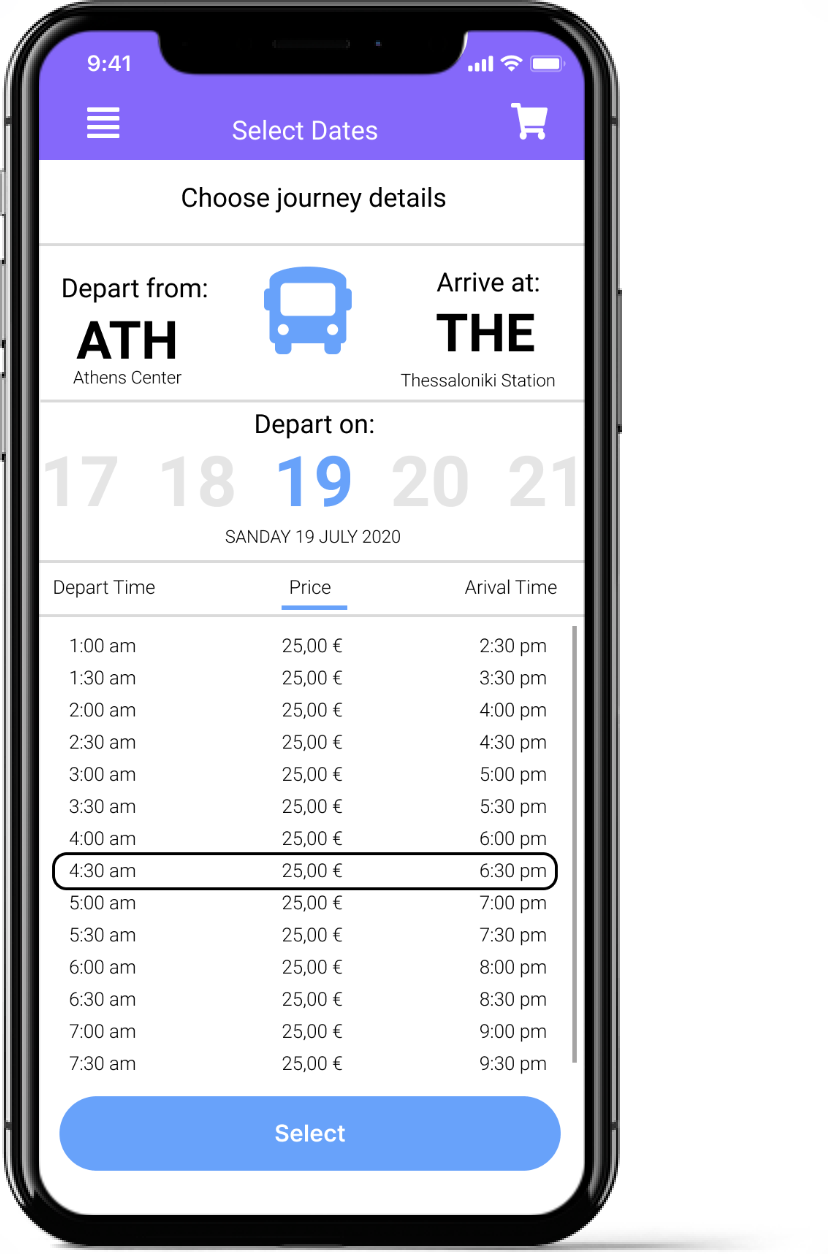 9:41
Select Dates
Choose journey details
Depart from:
ATH
Athens Center
Arrive at:
THE
Thessaloniki Station
Depart on:
17 18 19 20 21
SANDAY 19 JULY 2020
Depart Time Price Arival Time
1:00 am 25,00 € 2:30 pm
1:30 am 25,00 € 3:30 pm
2:00 am 25,00 € 4:00 pm
2:30 am 25,00 € 4:30 pm
3:00 am 25,00 € 5:00 pm
3:30 am 25,00 € 5:30 pm
4:00 am 25,00 € 6:00 pm
4:30 am 25,00 € 6:30 pm
5:00 am 25,00 € 7:00 pm
5:30 am 25,00 € 7:30 pm
6:00 am 25,00 € 8:00 pm
6:30 am 25,00 € 8:30 pm
7:00 am 25,00 € 9:00 pm
7:30 am 25,00 € 9:30 pm
Select